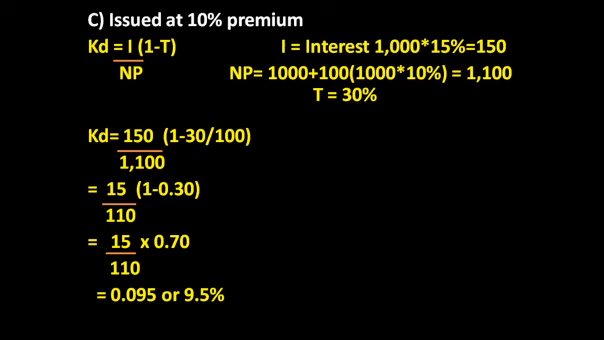 C) Issued at 10% premium
Kd = I (1-T) I = Interest 1,000*15%=150
NP NP= 1000+100(1000*10%) = 1,100
T = 30%
Kd= 150 (1-30/100)
1,100
= 15 (1-0.30)
110
= 15 x 0.70
110
= 0.095 or 9.5%